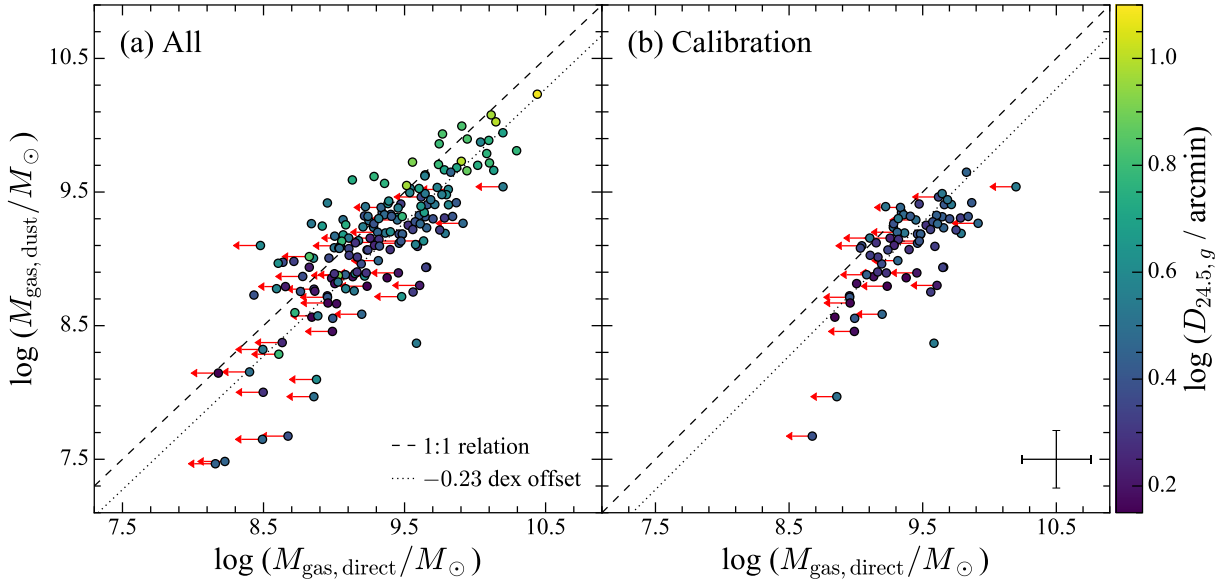 (a) All
(b) Calibration
10.5
9.5
8.5
7.5
log (M_gas, dust/M_⊙)
1:1 relation
−0.23 dex offset
7.5 8.5 9.5 10.5
7.5 8.5 9.5 10.5
log (M_gas, direct/M_⊙)
log (M_gas, direct/M_⊙)
1.0
0.8
0.6
0.4
0.2
log (D_24.5, g / arcmin)